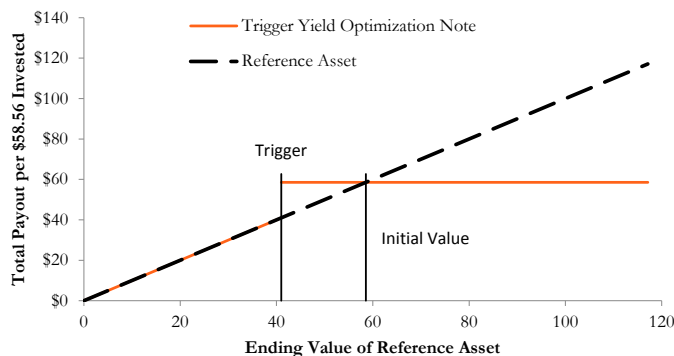 Trigger Yield Optimization Note
Reference Asset
Total Payout per $58.56 Invested
$140
$120
$100
$80
$60
$40
$20
$0
Trigger
Initial Value
0 20 40 60 80 100 120
Ending Value of Reference Asset